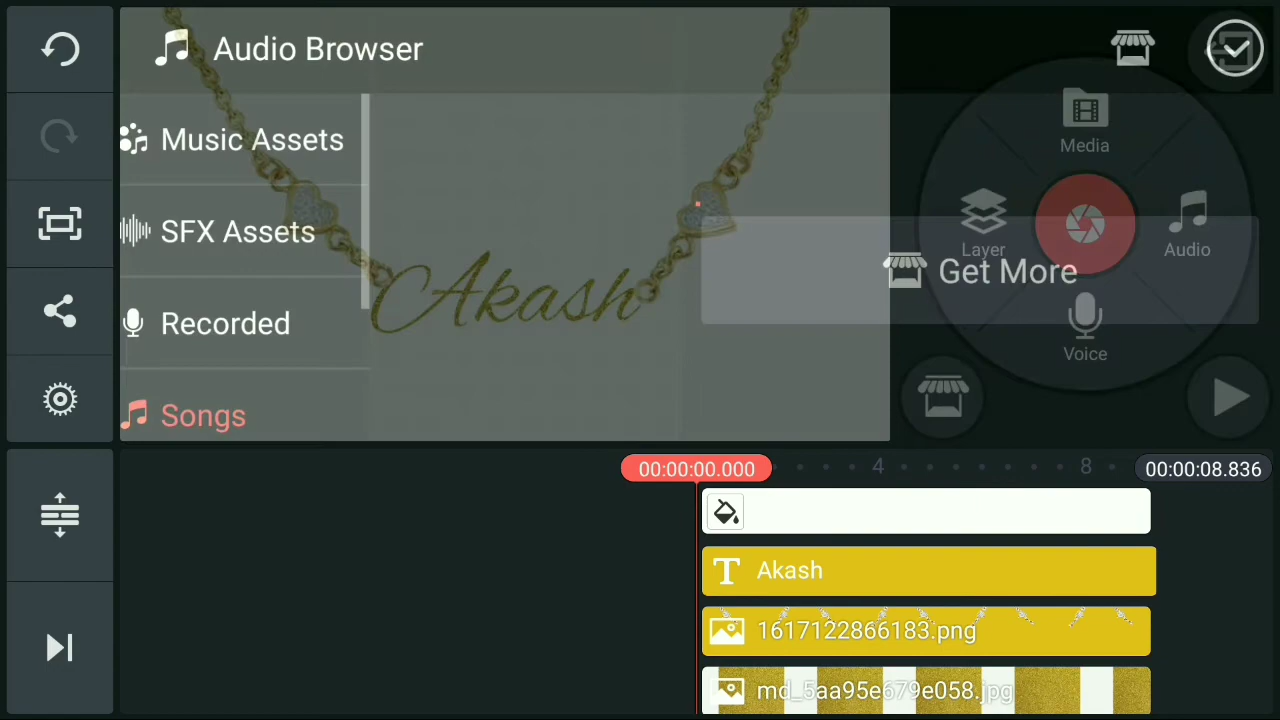 Audio Browser
Music Assets
SFX Assets
Recorded
Songs
Akash
Media
Layer
Audio
Get More
Voice
00:00:00.000
4
8
00:00:08.836
Akash
1617122866183.png
md_5aa95e679e058.jpg